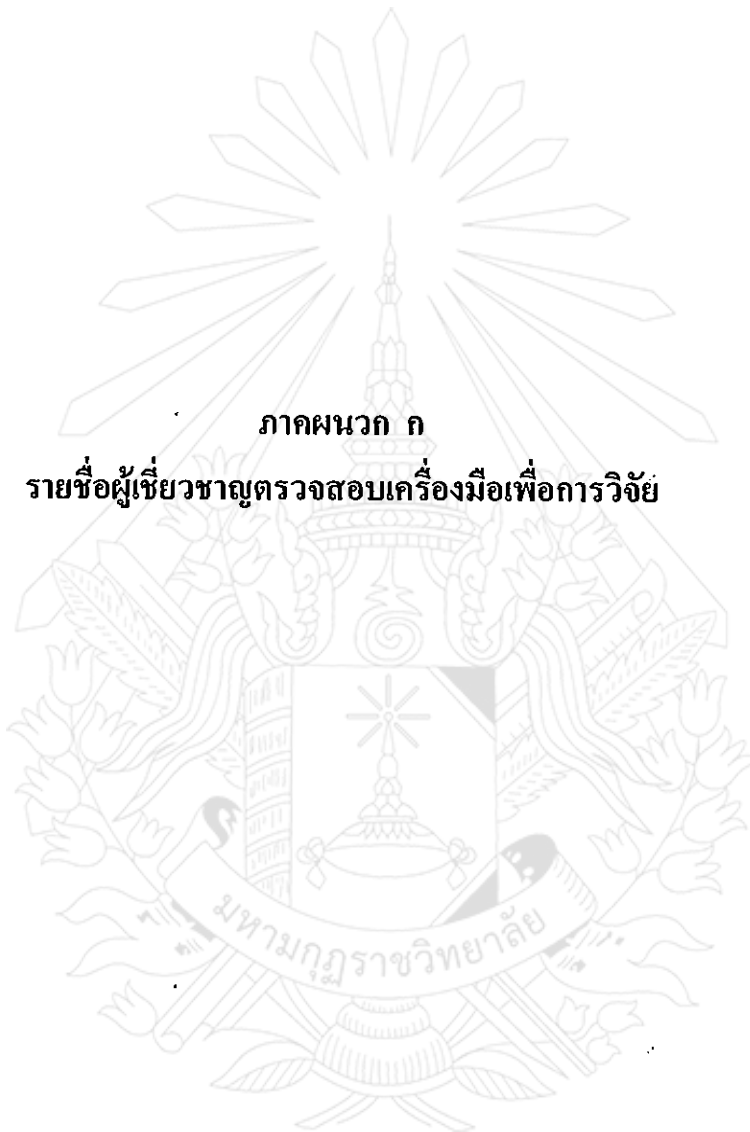 ภาคผนวก ก
รายชื่อผู้เชี่ยวชาญตรวจสอบเครื่องมือเพื่อการวิจัย
มหามกุฏราชวิทยาลัย